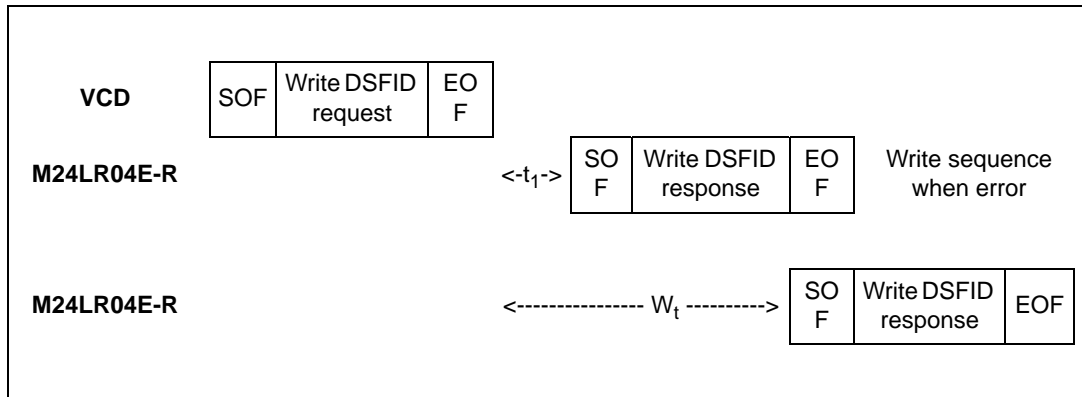 VCD
SOF
Write DSFID
request
EO
F
M24LR04E-R
<-t₁->
SO
F
Write DSFID
response
EO
F
Write sequence
when error
M24LR04E-R
<---------------- Wₜ ---------->
SO
F
Write DSFID
response
EOF